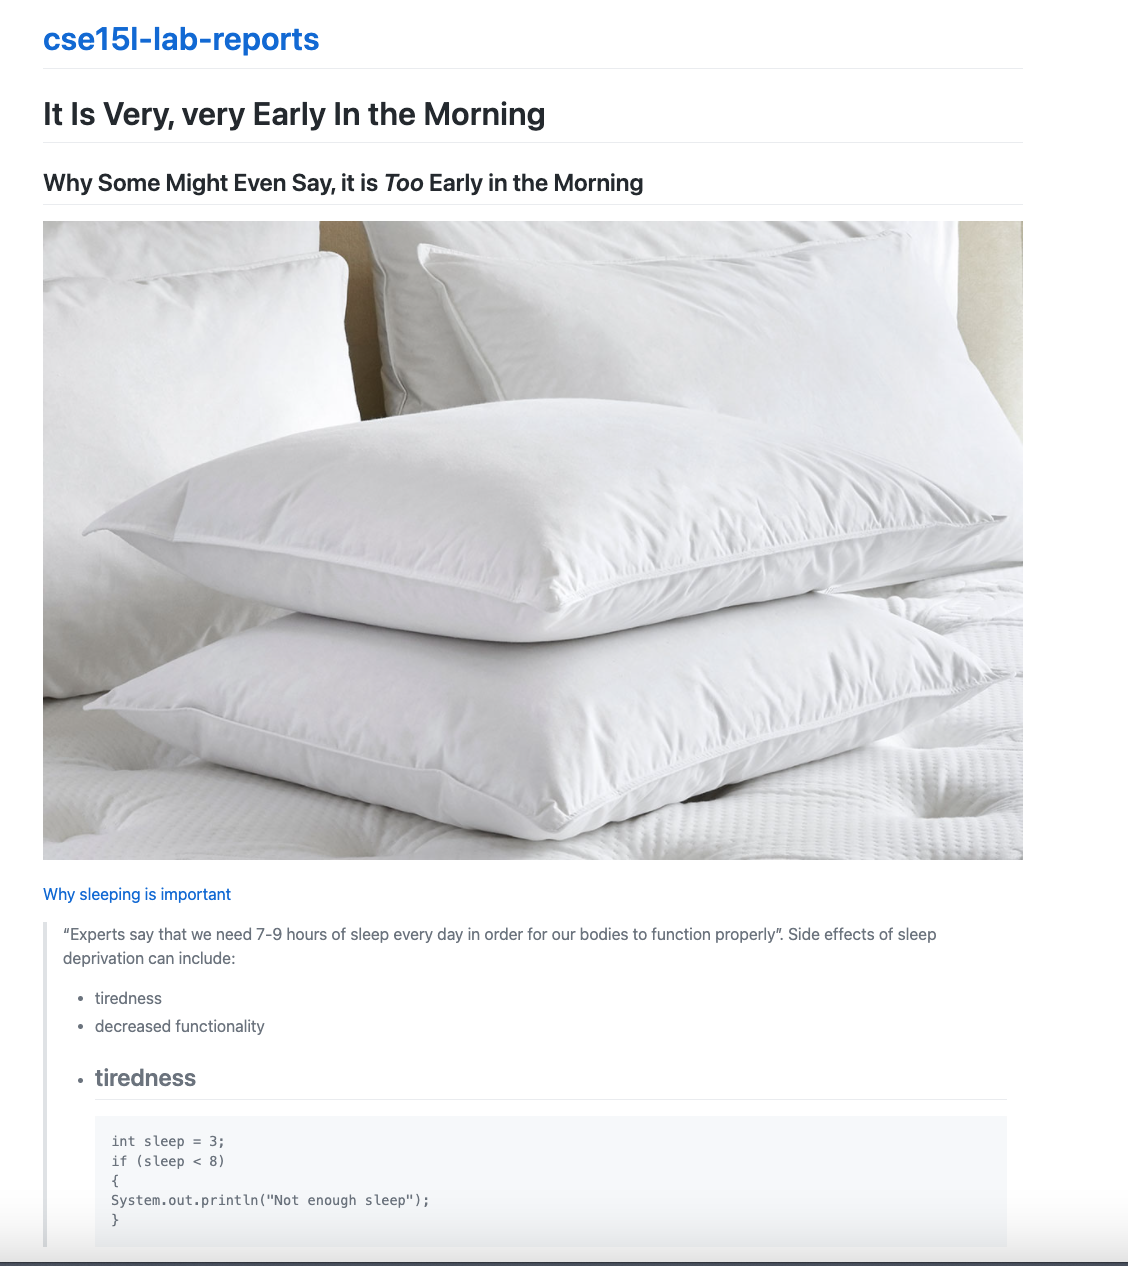 cse15l-lab-reports
It Is Very, very Early In the Morning
Why Some Might Even Say, it is Too Early in the Morning
Why sleeping is important
“Experts say that we need 7-9 hours of sleep every day in order for our bodies to function properly”. Side effects of sleep
deprivation can include:
• tiredness
• decreased functionality
• tiredness
int sleep = 3;
if (sleep < 8)
{
System.out.println("Not enough sleep");
}